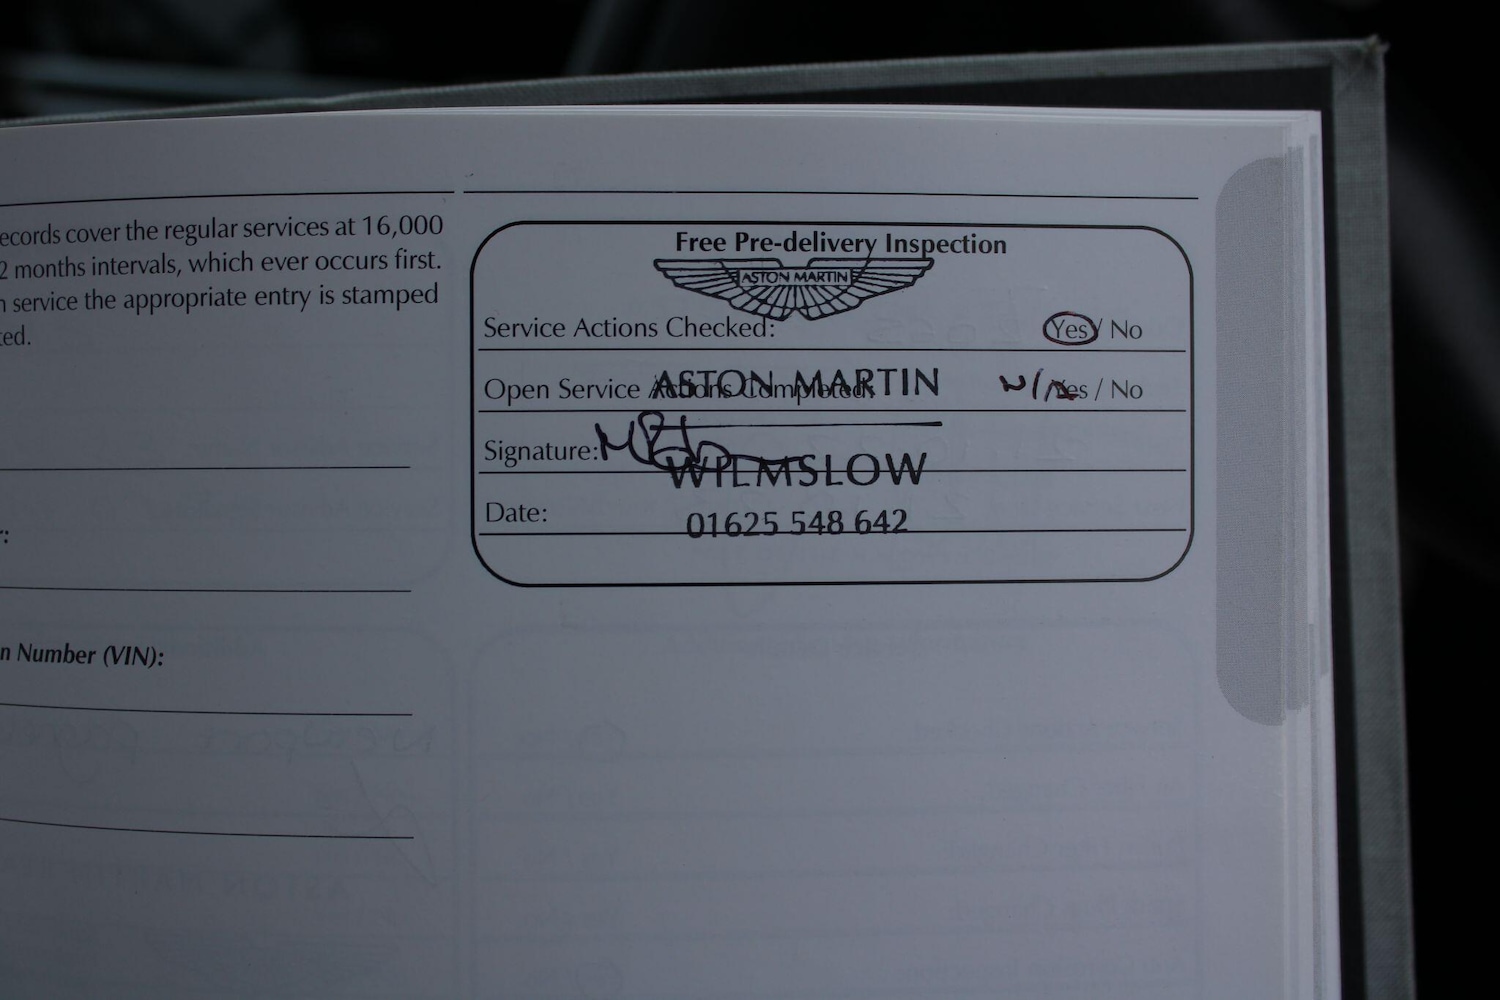 ecords cover the regular services at 16,000
2 months intervals, which ever occurs first.
n service the appropriate entry is stamped
ted.
r:
n Number (VIN):
Free Pre-delivery Inspection
ASTON MARTIN
Service Actions Checked: Yes / No
Open Service Actions Completed: N/A Yes / No
ASTON MARTIN
Signature:
WILMSLOW
Date:
01625 548 642